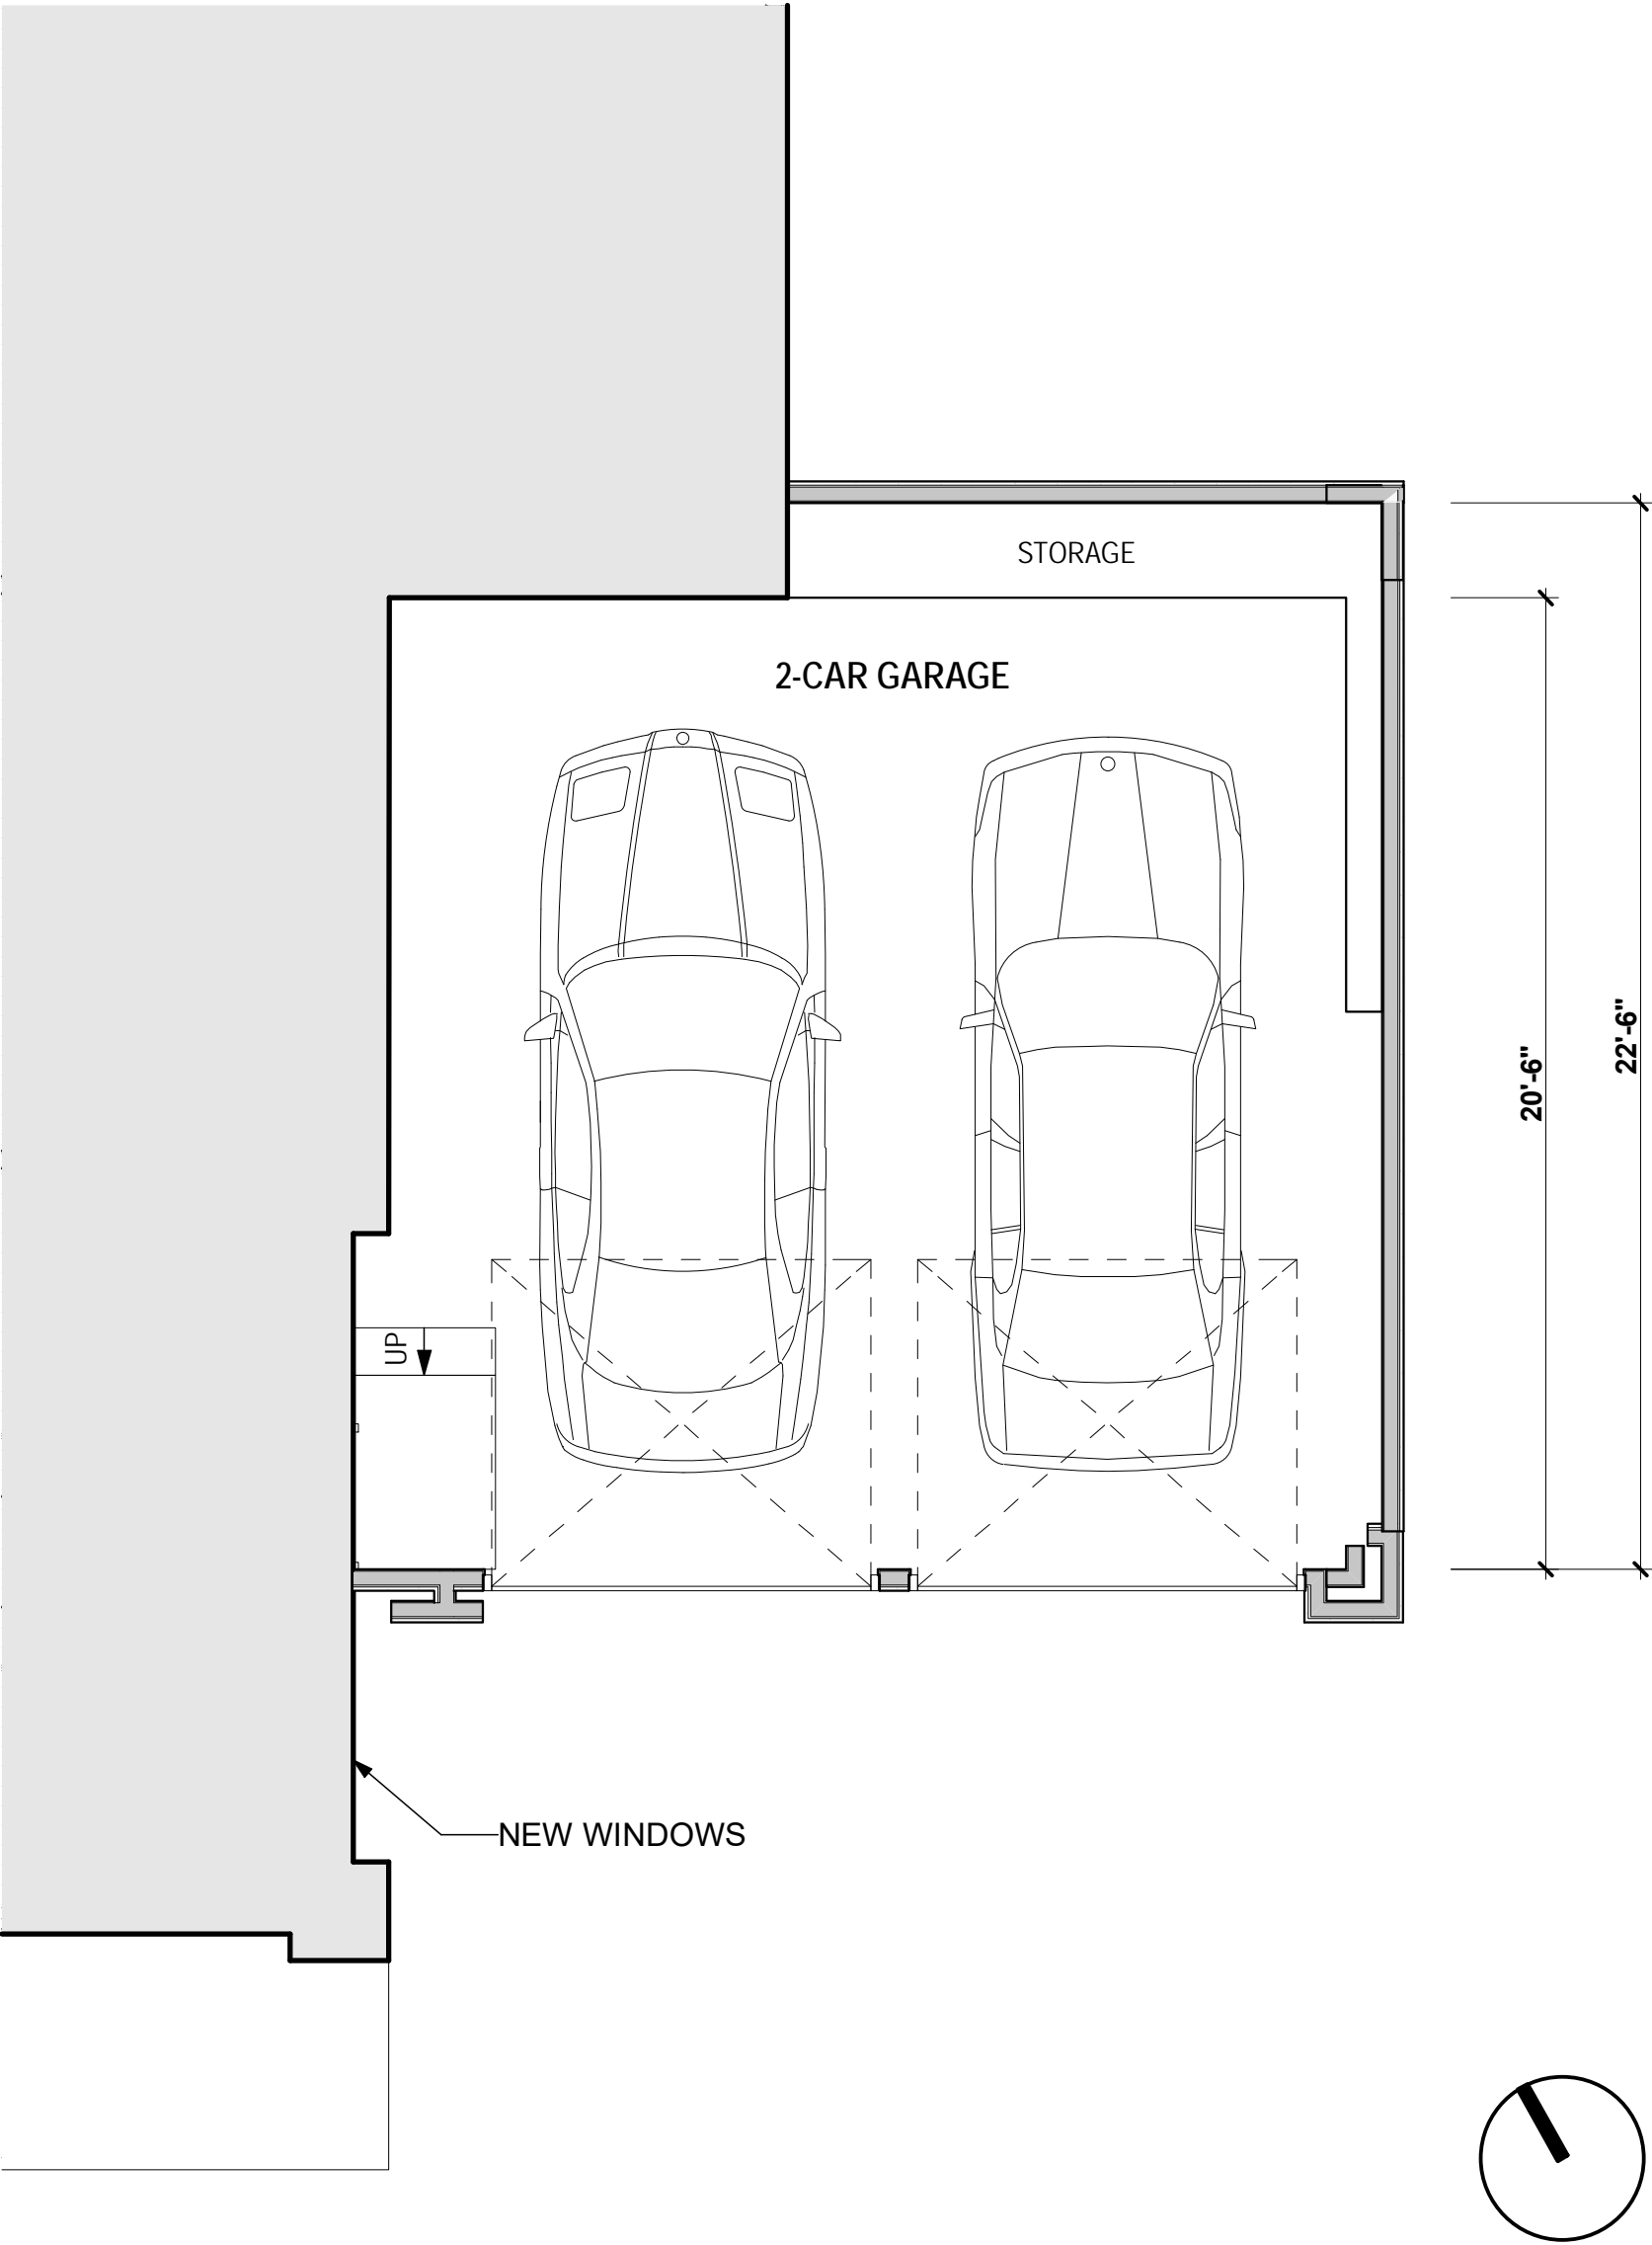 STORAGE
2-CAR GARAGE
22'-6"
20'-6"
UP
NEW WINDOWS